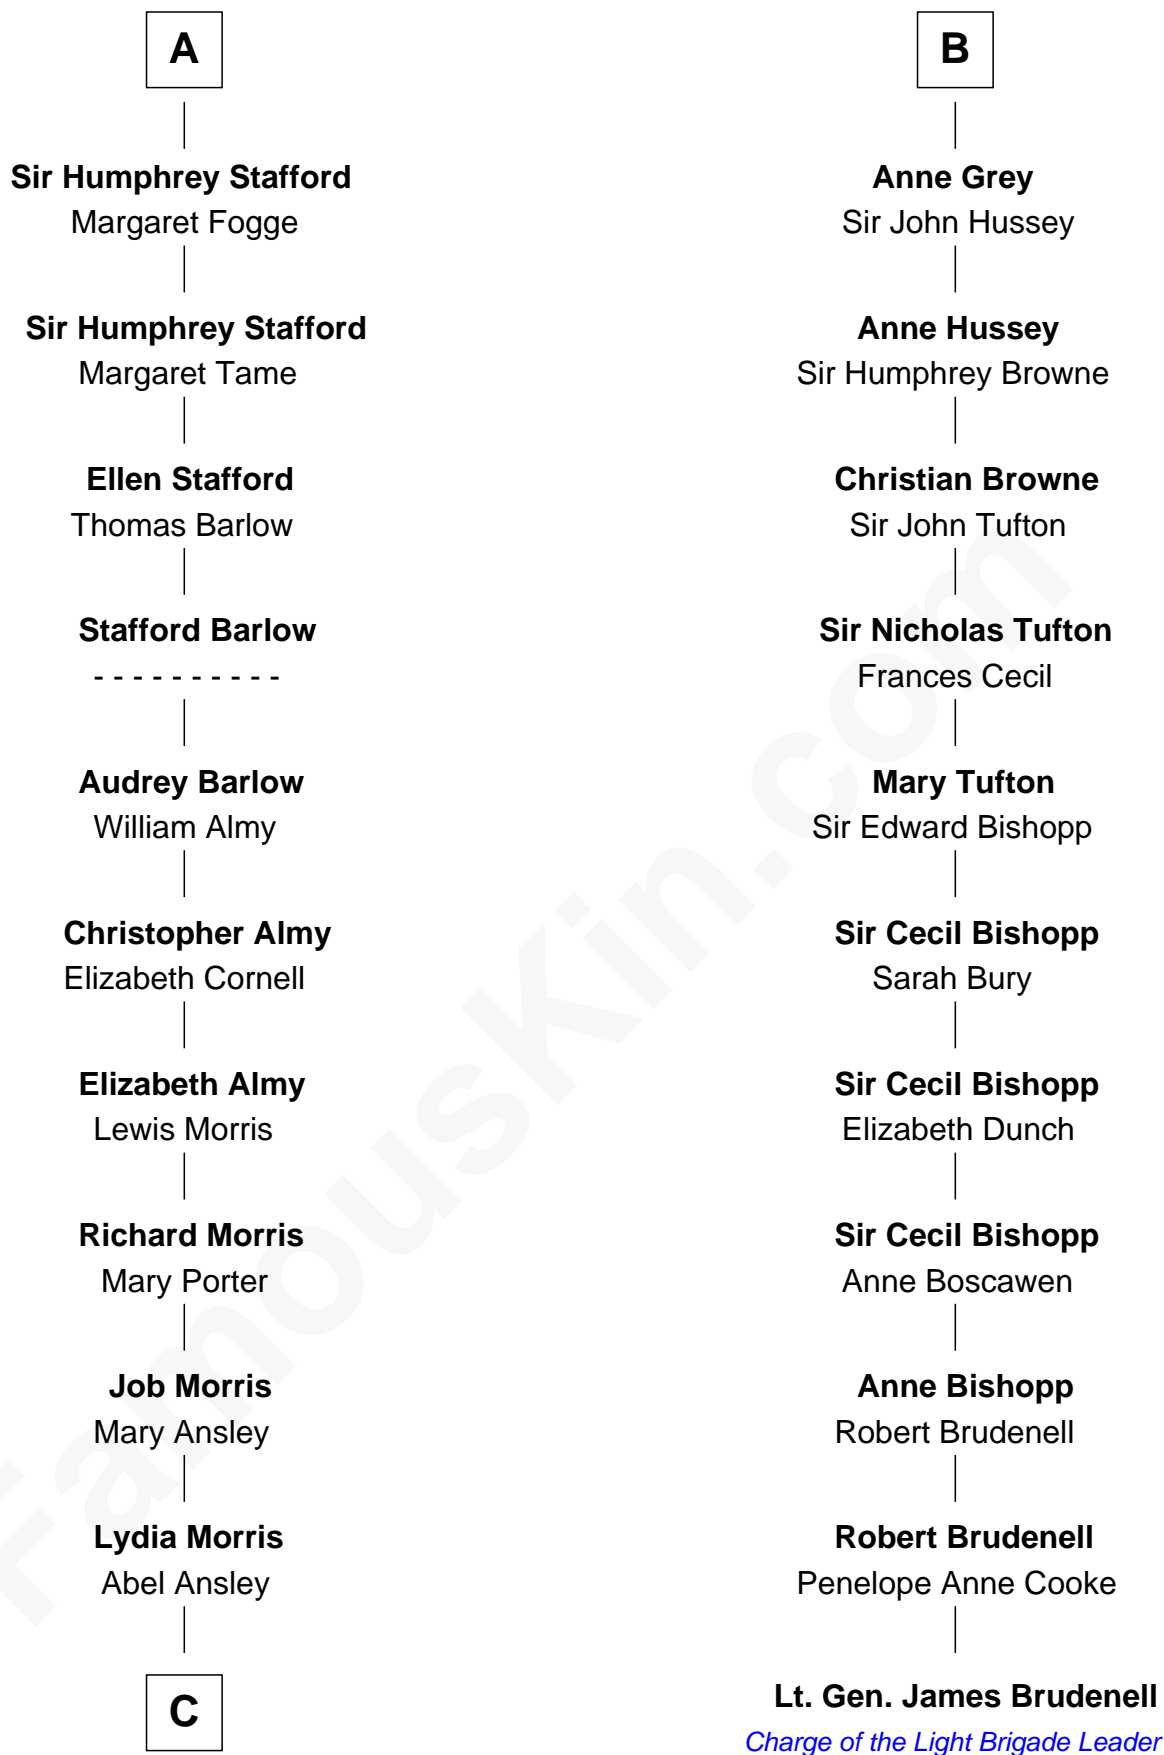 A
Sir Humphrey Stafford
Margaret Fogge
Sir Humphrey Stafford
Margaret Tame
Ellen Stafford
Thomas Barlow
Stafford Barlow
- - - - - - - - - -
Audrey Barlow
William Almy
Christopher Almy
Elizabeth Cornell
Elizabeth Almy
Lewis Morris
Richard Morris
Mary Porter
Job Morris
Mary Ansley
Lydia Morris
Abel Ansley
C
B
Anne Grey
Sir John Hussey
Anne Hussey
Sir Humphrey Browne
Christian Browne
Sir John Tufton
Sir Nicholas Tufton
Frances Cecil
Mary Tufton
Sir Edward Bishopp
Sir Cecil Bishopp
Sarah Bury
Sir Cecil Bishopp
Elizabeth Dunch
Sir Cecil Bishopp
Anne Boscawen
Anne Bishopp
Robert Brudenell
Robert Brudenell
Penelope Anne Cooke
Lt. Gen. James Brudenell
Charge of the Light Brigade Leader
FamousKin.com